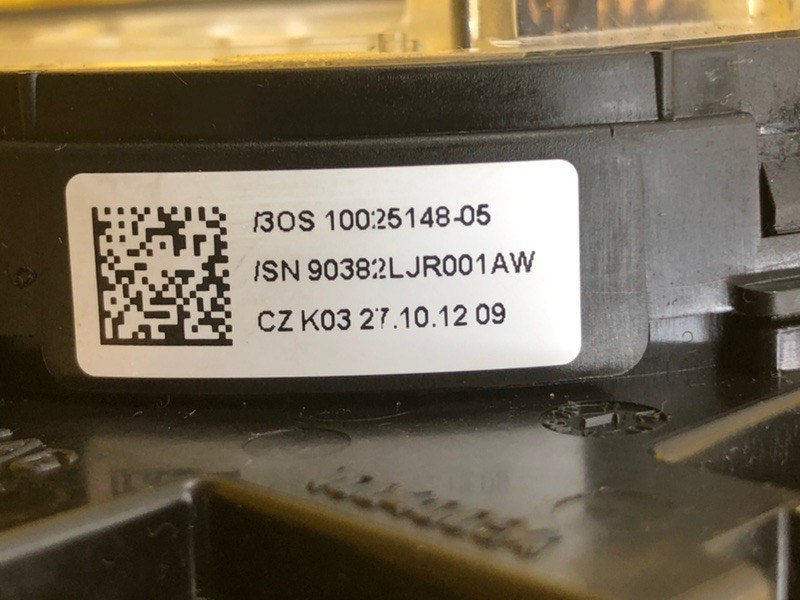 /3OS 10025148-05
/SN 90382LJR001AW
CZ K03 27.10.12 09